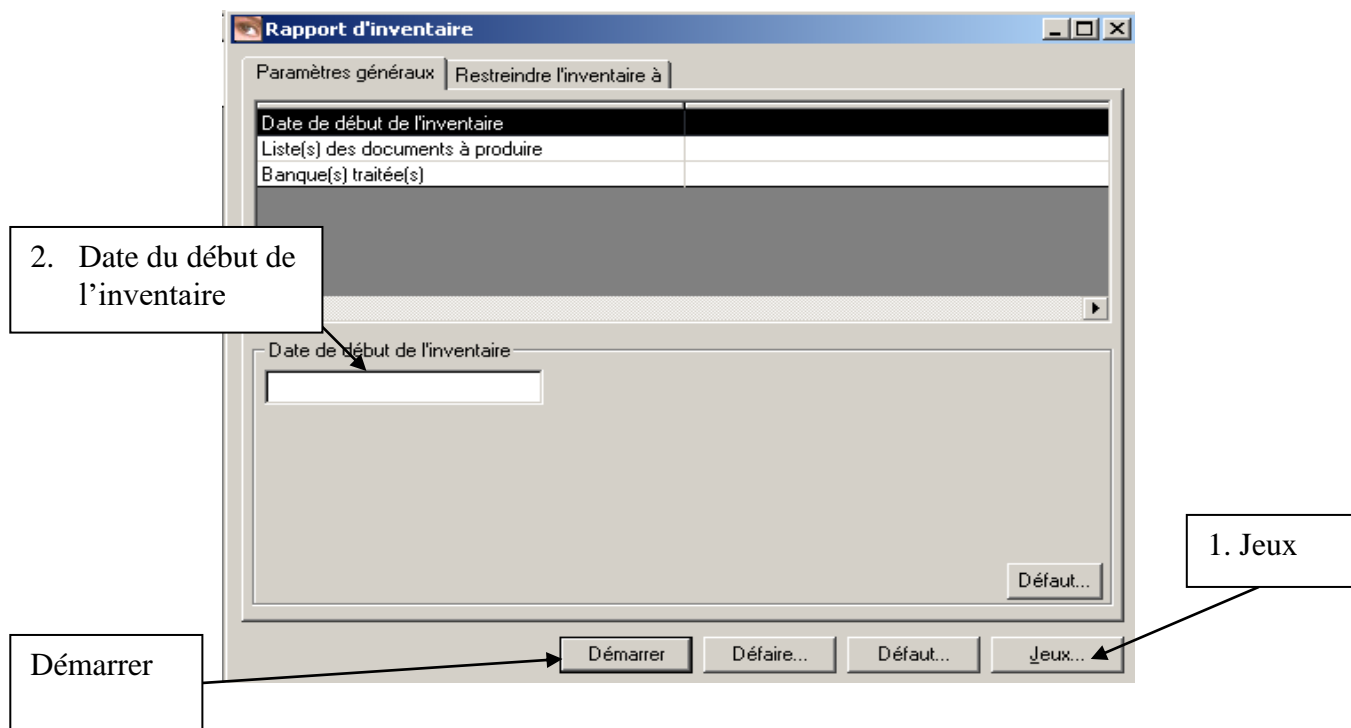 Rapport d'inventaire
Paramètres généraux Restreindre l'inventaire à
Date de début de l'inventaire
Liste(s) des documents à produire
Banque(s) traitée(s)
2. Date du début de
l’inventaire
Date de début de l'inventaire
1. Jeux
Défaut...
Démarrer Défaire... Défaut... Jeux...
Démarrer